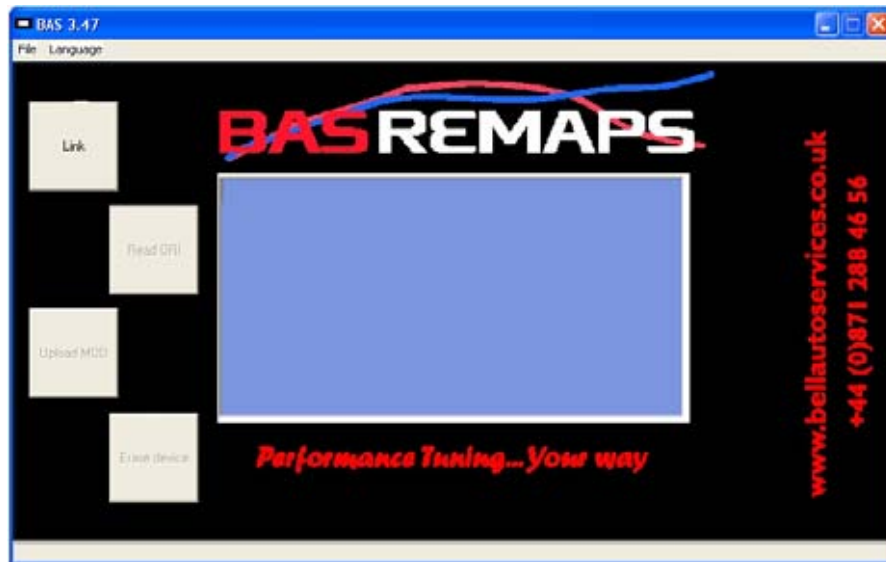 BAS 3.47
File Language
BASREMAPS
Link
Read ORI
Upload MOD
Erase device
Performance Tuning...Your way
www.bellautoservices.co.uk
+44 (0)871 288 46 56